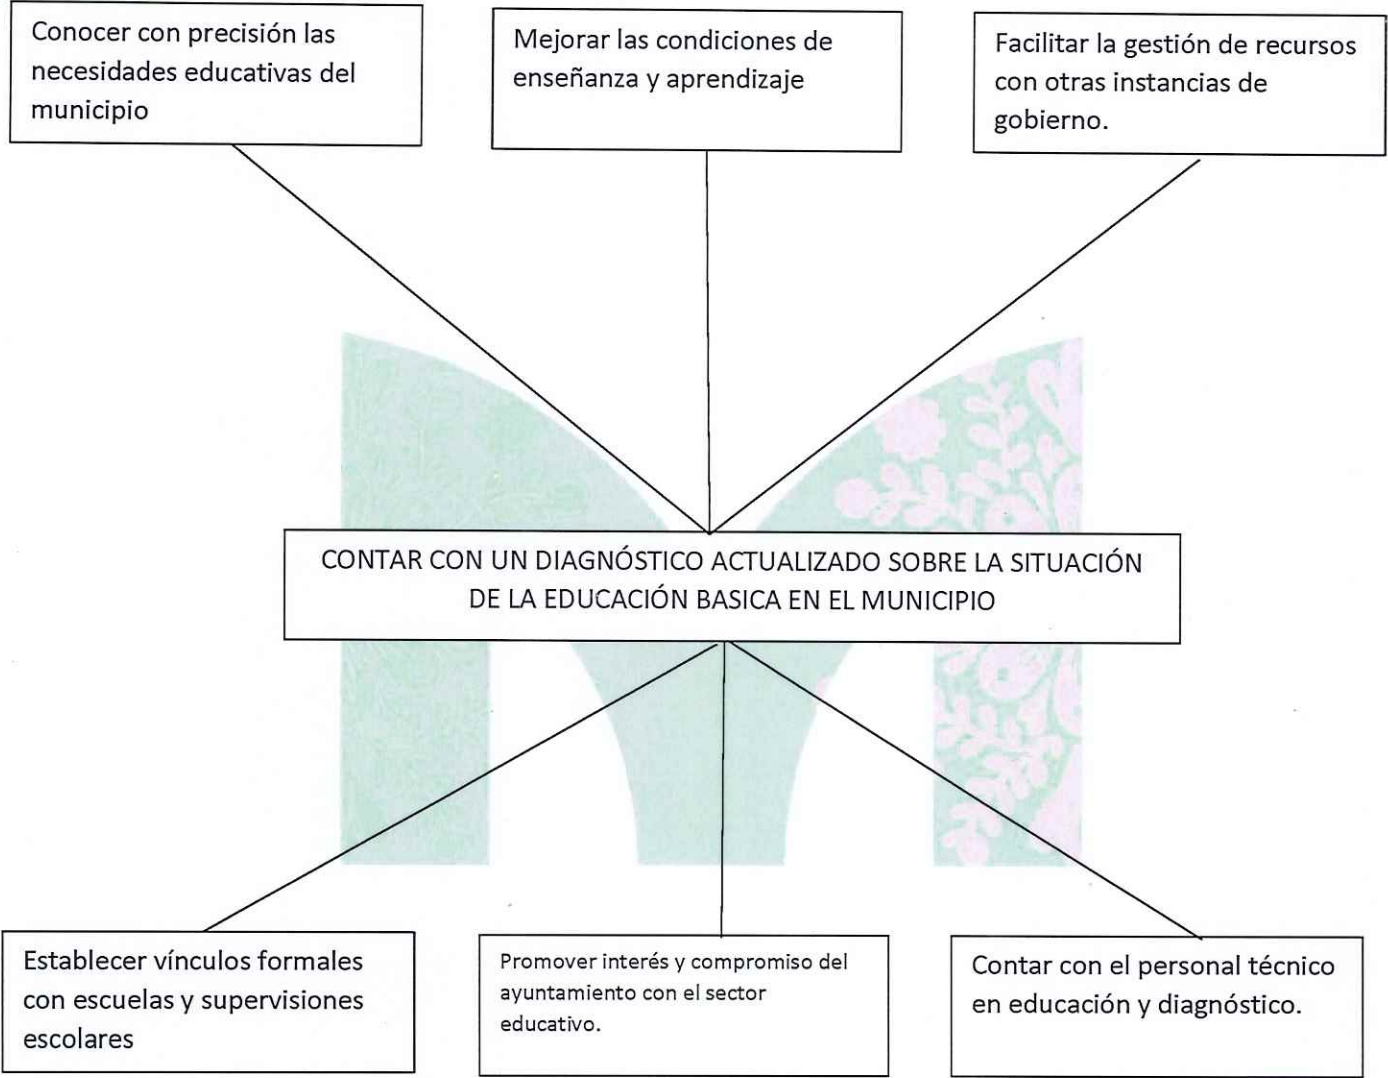 Conocer con precisión las
necesidades educativas del
municipio
Mejorar las condiciones de
enseñanza y aprendizaje
Facilitar la gestión de recursos
con otras instancias de
gobierno.
CONTAR CON UN DIAGNÓSTICO ACTUALIZADO SOBRE LA SITUACIÓN
DE LA EDUCACIÓN BASICA EN EL MUNICIPIO
Establecer vínculos formales
con escuelas y supervisiones
escolares
Promover interés y compromiso del
ayuntamiento con el sector
educativo.
Contar con el personal técnico
en educación y diagnóstico.